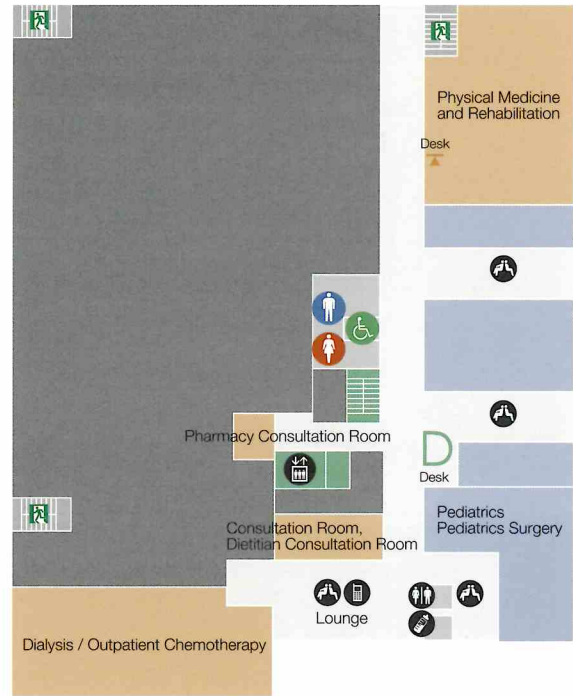 Physical Medicine
and Rehabilitation
Desk
Pharmacy Consultation Room
D
Desk
Consultation Room,
Dietitian Consultation Room
Pediatrics
Pediatrics Surgery
Lounge
Dialysis / Outpatient Chemotherapy